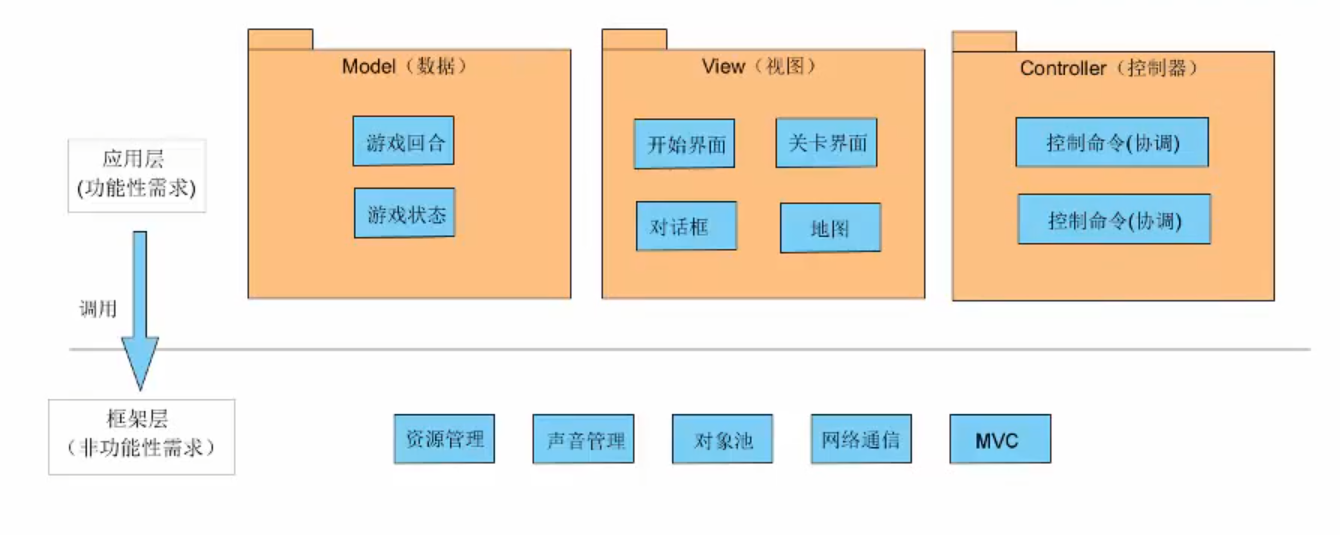 Model（数据）
View（视图）
Controller（控制器）
应用层
(功能性需求)
游戏回合
游戏状态
开始界面
关卡界面
对话框
地图
控制命令(协调)
控制命令(协调)
调用
框架层
（非功能性需求）
资源管理
声音管理
对象池
网络通信
MVC